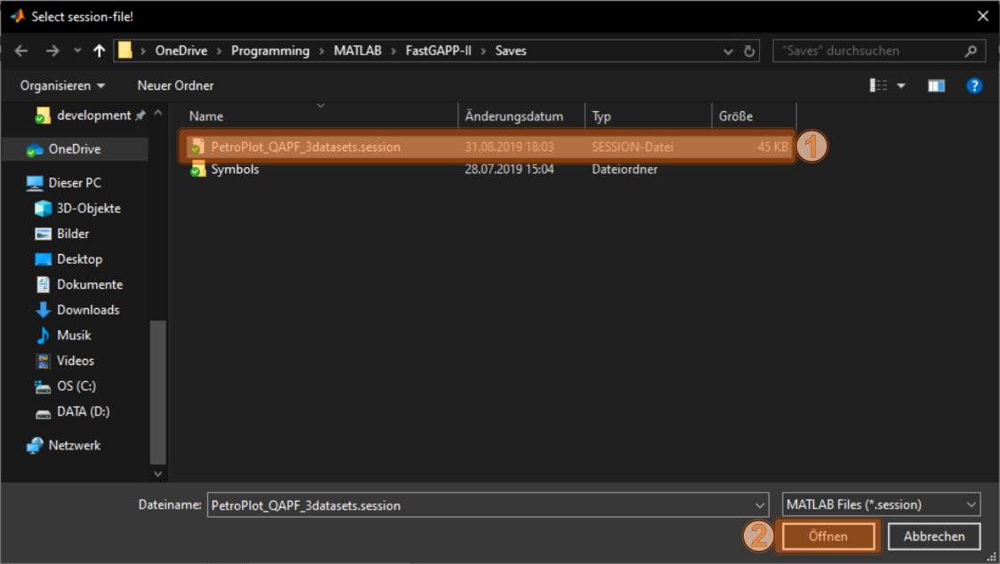 Select session-file!
OneDrive > Programming > MATLAB > FastGAPP-II > Saves
"Saves" durchsuchen
Organisieren
Neuer Ordner
?
development
OneDrive
Dieser PC
3D-Objekte
Bilder
Desktop
Dokumente
Downloads
Musik
Videos
OS (C:)
DATA (D:)
Netzwerk
Name Änderungsdatum Typ Größe
PetroPlot_QAPF_3datasets.session 31.08.2019 18:03 SESSION-Datei 45 KB
1
Symbols 28.07.2019 15:04 Dateiordner
Dateiname: PetroPlot_QAPF_3datasets.session
MATLAB Files (*.session)
2
Öffnen
Abbrechen